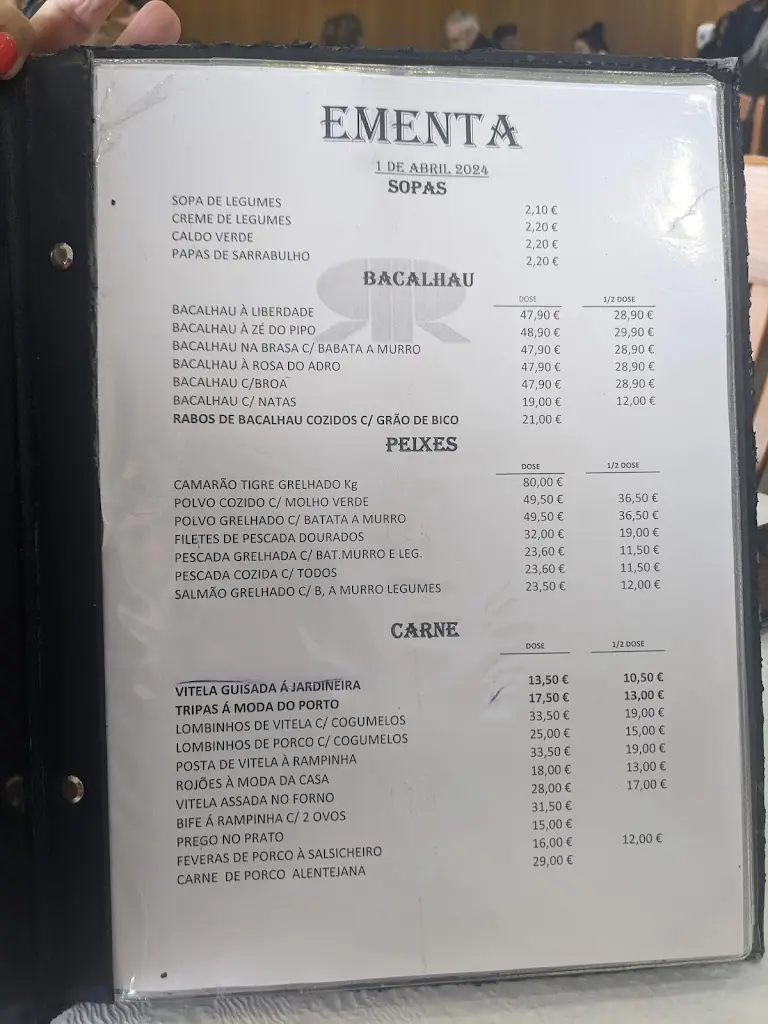 EMENTA
1 DE ABRIL 2024
SOPAS
SOPA DE LEGUMES 2,10 €
CREME DE LEGUMES 2,20 €
CALDO VERDE 2,20 €
PAPAS DE SARRABULHO 2,20 €
BACALHAU
DOSE 1/2 DOSE
BACALHAU À LIBERDADE 47,90 € 28,90 €
BACALHAU À ZÉ DO PIPO 48,90 € 29,90 €
BACALHAU NA BRASA C/ BABATA A MURRO 47,90 € 28,90 €
BACALHAU À ROSA DO ADRO 47,90 € 28,90 €
BACALHAU C/BROA 47,90 € 28,90 €
BACALHAU C/ NATAS 19,00 € 12,00 €
RABOS DE BACALHAU COZIDOS C/ GRÃO DE BICO 21,00 €
PEIXES
DOSE 1/2 DOSE
CAMARÃO TIGRE GRELHADO Kg 80,00 €
POLVO COZIDO C/ MOLHO VERDE 49,50 € 36,50 €
POLVO GRELHADO C/ BATATA A MURRO 49,50 € 36,50 €
FILETES DE PESCADA DOURADOS 32,00 € 19,00 €
PESCADA GRELHADA C/ BAT.MURRO E LEG. 23,60 € 11,50 €
PESCADA COZIDA C/ TODOS 23,60 € 11,50 €
SALMÃO GRELHADO C/ B, A MURRO LEGUMES 23,50 € 12,00 €
CARNE
DOSE 1/2 DOSE
VITELA GUISADA Á JARDINEIRA 13,50 € 10,50 €
TRIPAS Á MODA DO PORTO 17,50 € 13,00 €
LOMBINHOS DE VITELA C/ COGUMELOS 33,50 € 19,00 €
LOMBINHOS DE PORCO C/ COGUMELOS 25,00 € 15,00 €
POSTA DE VITELA À RAMPINHA 33,50 € 19,00 €
ROJÕES À MODA DA CASA 18,00 € 13,00 €
VITELA ASSADA NO FORNO 28,00 € 17,00 €
BIFE Á RAMPINHA C/ 2 OVOS 31,50 €
PREGO NO PRATO 15,00 €
FEVERAS DE PORCO À SALSICHEIRO 16,00 € 12,00 €
CARNE DE PORCO ALENTEJANA 29,00 €